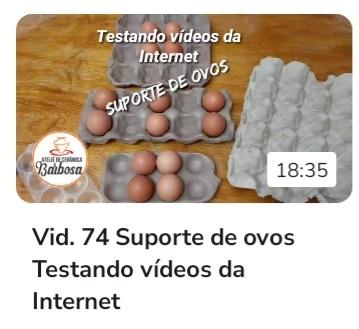 Testando vídeos da
Internet
SUPORTE DE OVOS
ATELIÊ DE CERÂMICA
Barbosa
18:35
Vid. 74 Suporte de ovos
Testando vídeos da
Internet